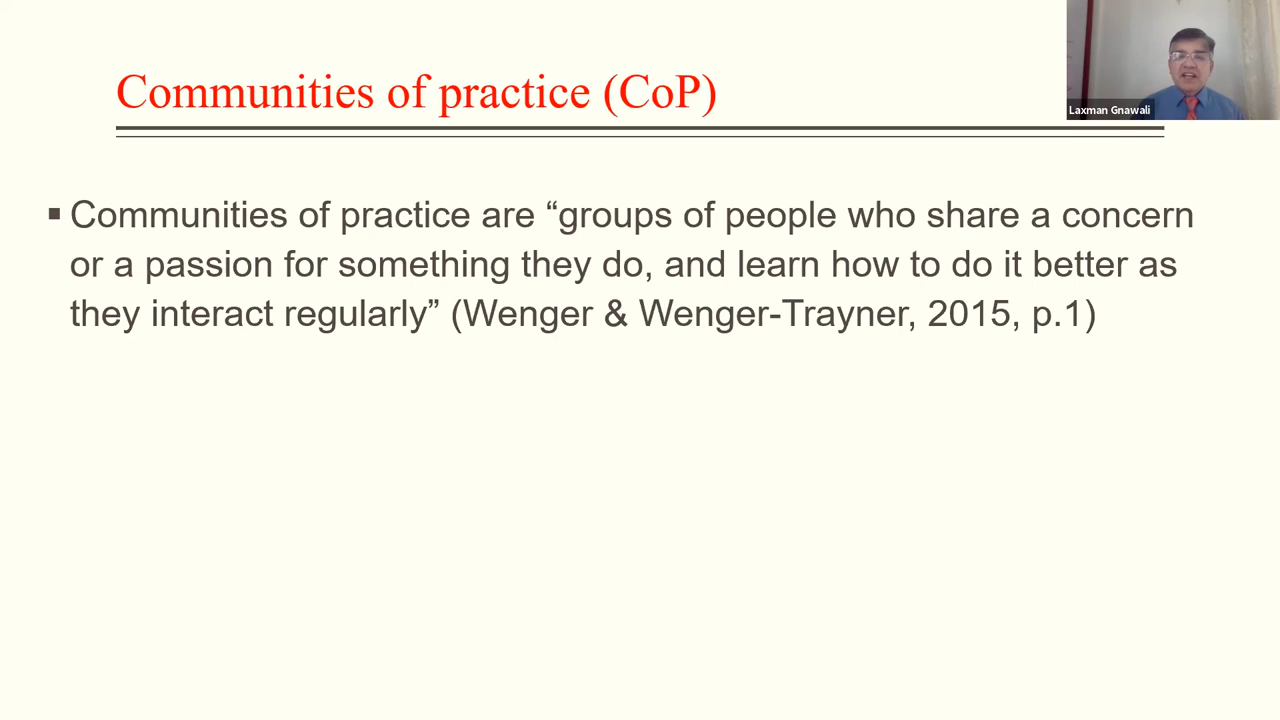 Communities of practice (CoP)
Laxman Gnawali
▪ Communities of practice are “groups of people who share a concern
or a passion for something they do, and learn how to do it better as
they interact regularly” (Wenger & Wenger-Trayner, 2015, p.1)